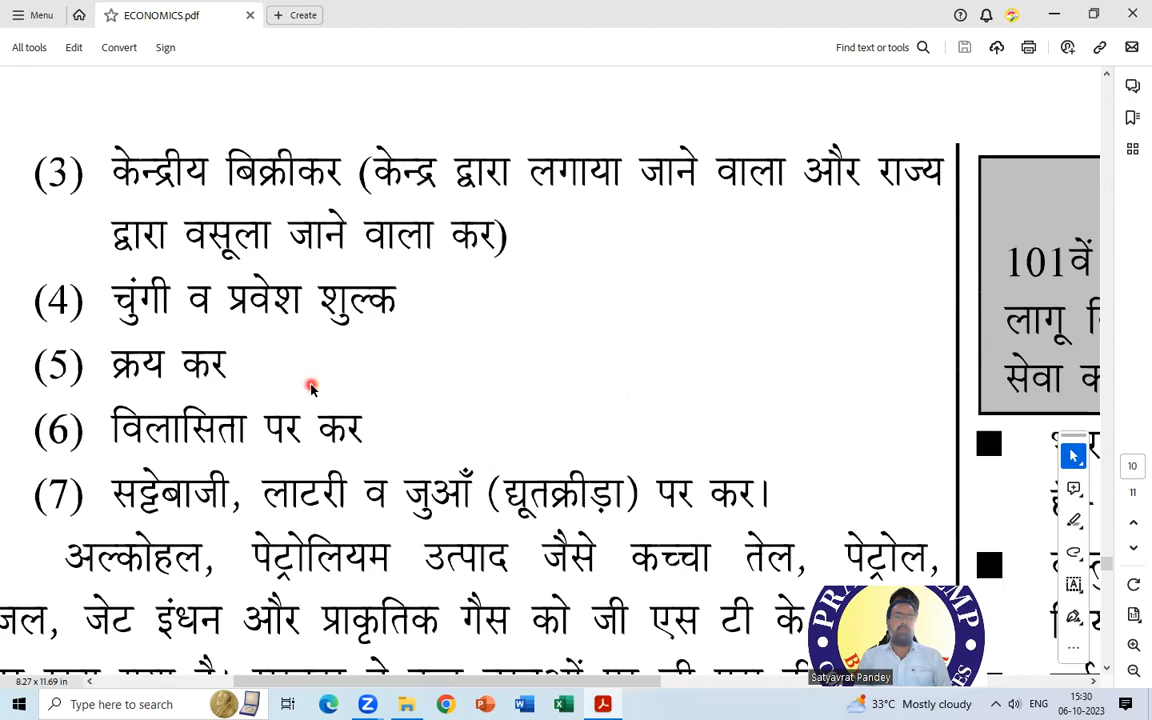 Menu
ECONOMICS.pdf
Create
All tools Edit Convert Sign
Find text or tools
(3) केन्द्रीय बिक्रीकर (केन्द्र द्वारा लगाया जाने वाला और राज्य
द्वारा वसूला जाने वाला कर)
(4) चुंगी व प्रवेश शुल्क
(5) क्रय कर
(6) विलासिता पर कर
(7) सट्टेबाजी, लाटरी व जुआँ (द्यूतक्रीड़ा) पर कर।
अल्कोहल, पेट्रोलियम उत्पाद जैसे कच्चा तेल, पेट्रोल,
जल, जेट इंधन और प्राकृतिक गैस को जी एस टी के
101वें
लागू
सेवा
10
11
Satyavrat Pandey
8.27 x 11.69 in
Type here to search
33°C Mostly cloudy
ENG
15:30
06-10-2023